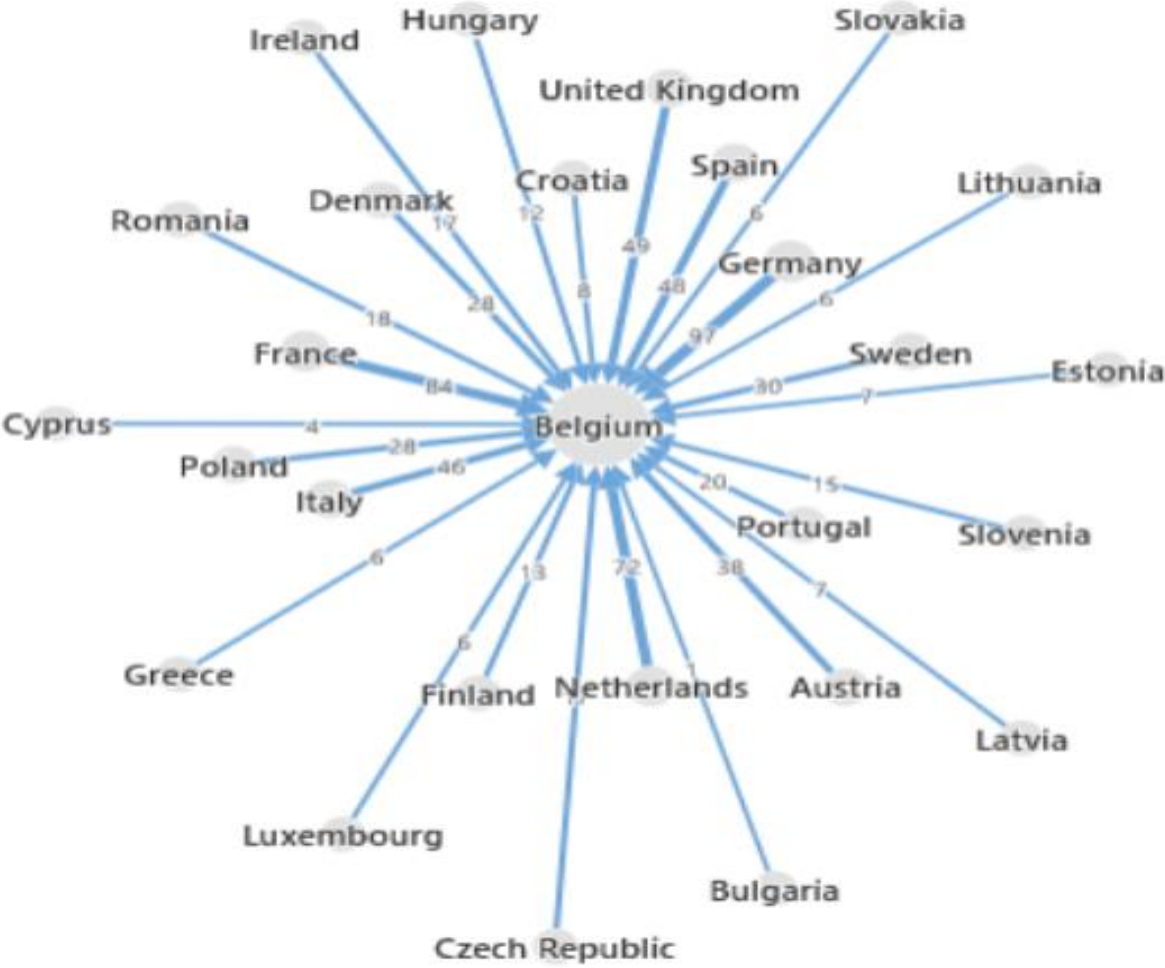 Hungary
Slovakia
Ireland
United Kingdom
Spain
Croatia
Lithuania
Denmark
Romania
17
12
6
49
Germany
48
8
6
28
18
97
France
Sweden
Estonia
84
30
7
Cyprus
4
Belgium
28
Poland
46
20
15
Italy
Portugal
Slovenia
6
13
72
38
7
6
1
Greece
Finland
Netherlands
Austria
Latvia
Luxembourg
Bulgaria
Czech Republic